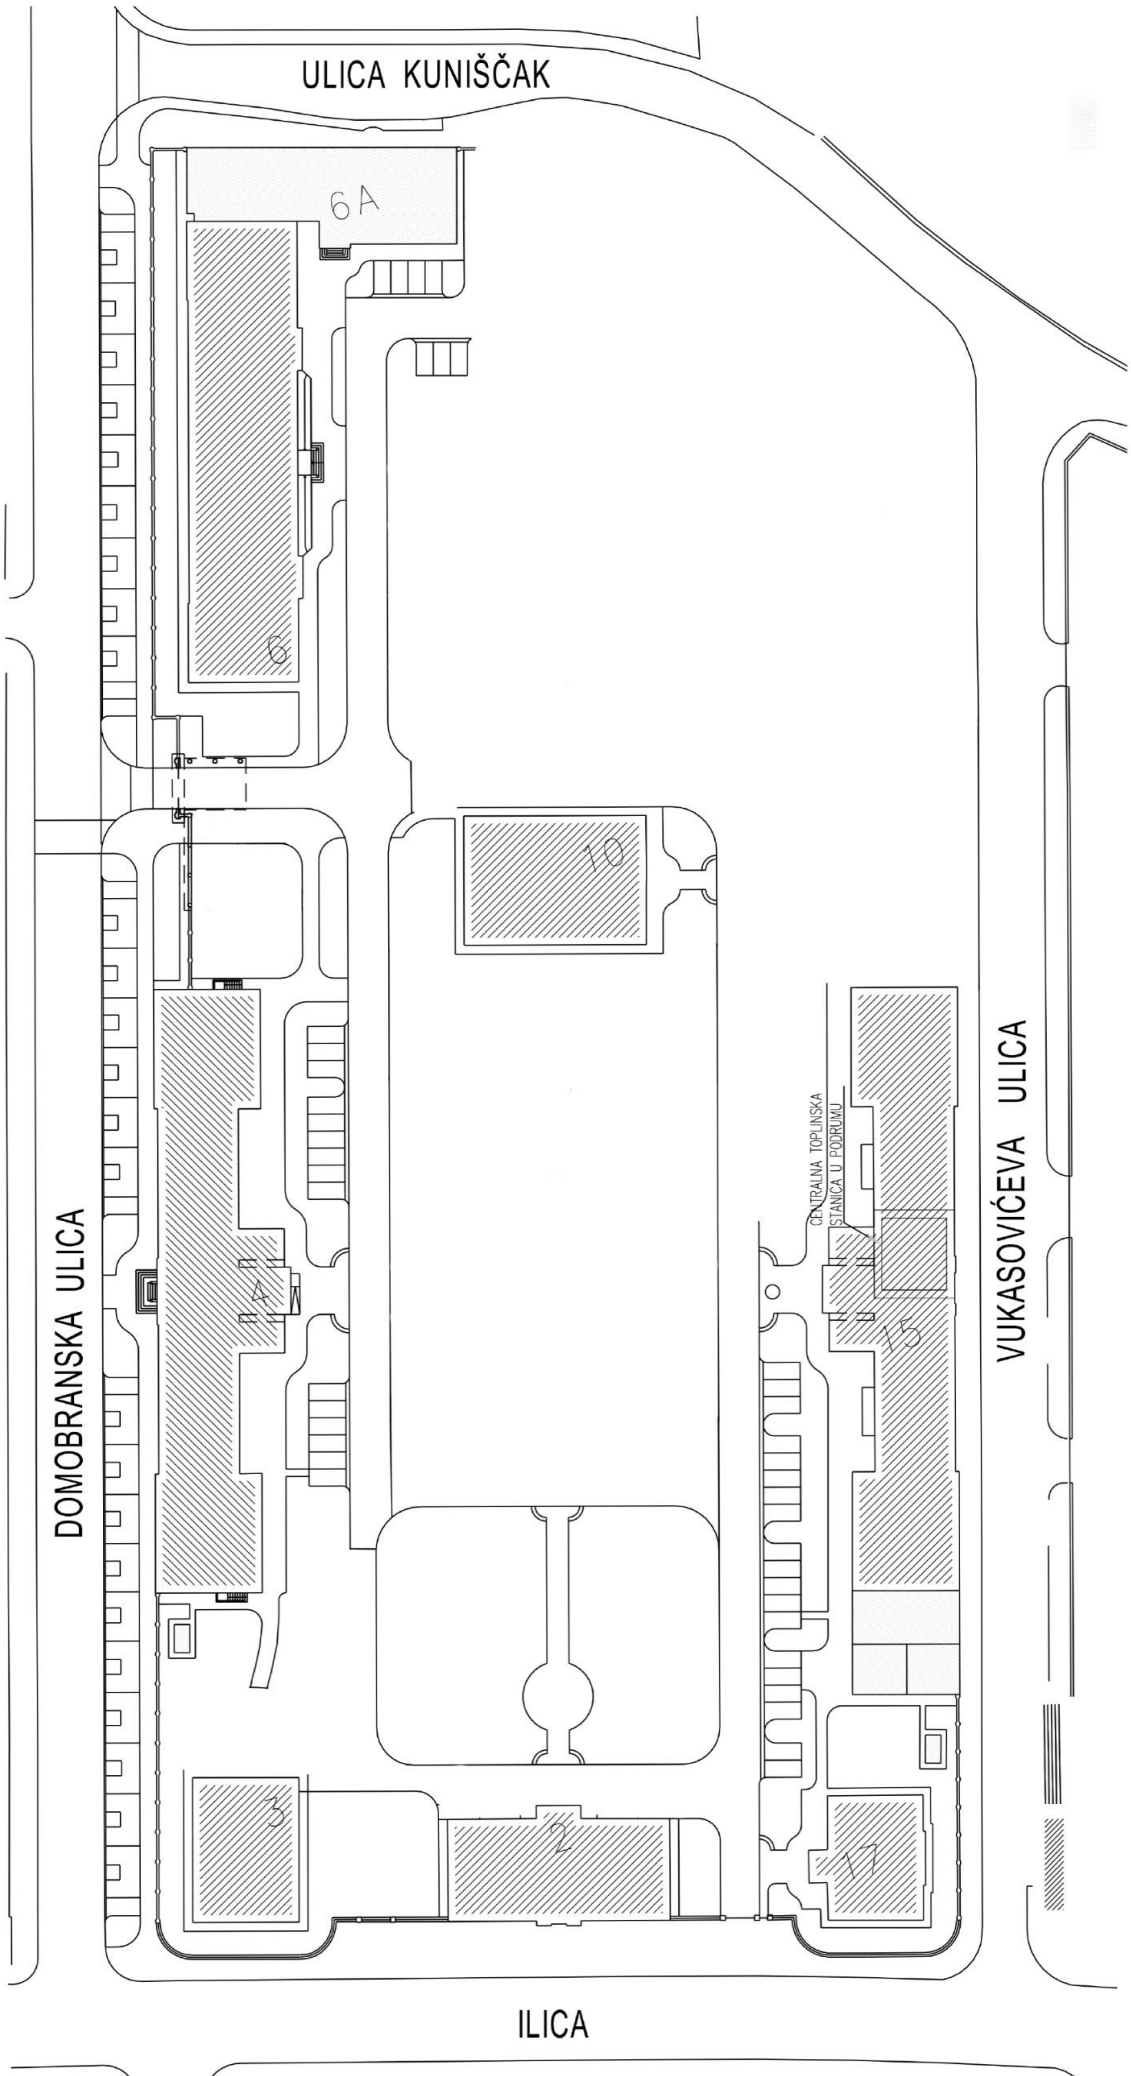 ULICA KUNIŠČAK
6A
6
10
CENTRALNA TOPLINSKA
STANICA U PODRUMU
VUKASOVIĆEVA ULICA
DOMOBRANSKA ULICA
4
15
3
2
17
ILICA